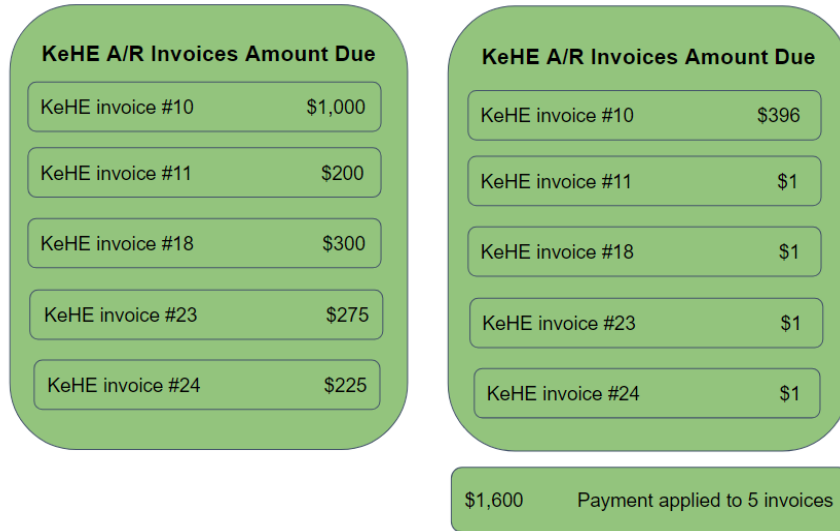 KeHE A/R Invoices Amount Due
KeHE invoice #10 $1,000
KeHE invoice #11 $200
KeHE invoice #18 $300
KeHE invoice #23 $275
KeHE invoice #24 $225
KeHE A/R Invoices Amount Due
KeHE invoice #10 $396
KeHE invoice #11 $1
KeHE invoice #18 $1
KeHE invoice #23 $1
KeHE invoice #24 $1
$1,600 Payment applied to 5 invoices